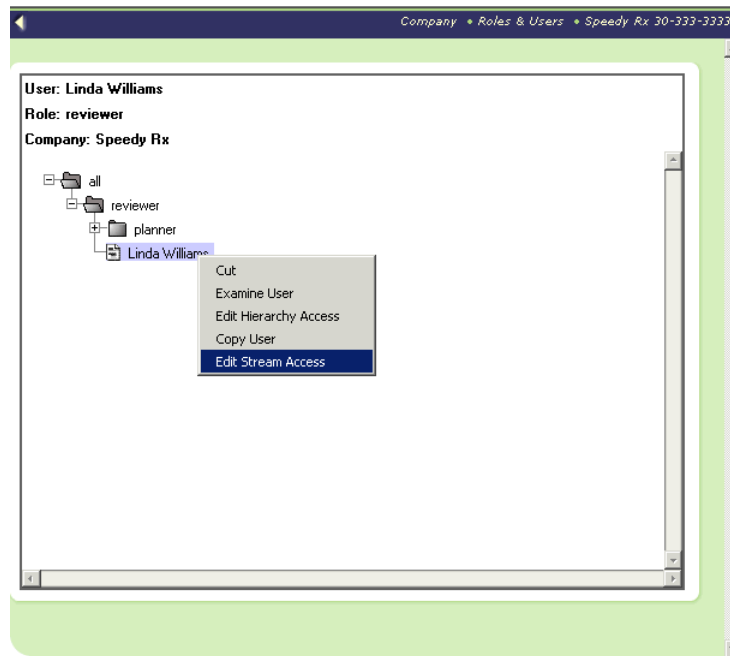 Company • Roles & Users • Speedy Rx 30-333-3333
User: Linda Williams
Role: reviewer
Company: Speedy Rx
all
reviewer
planner
Linda Williams
Cut
Examine User
Edit Hierarchy Access
Copy User
Edit Stream Access